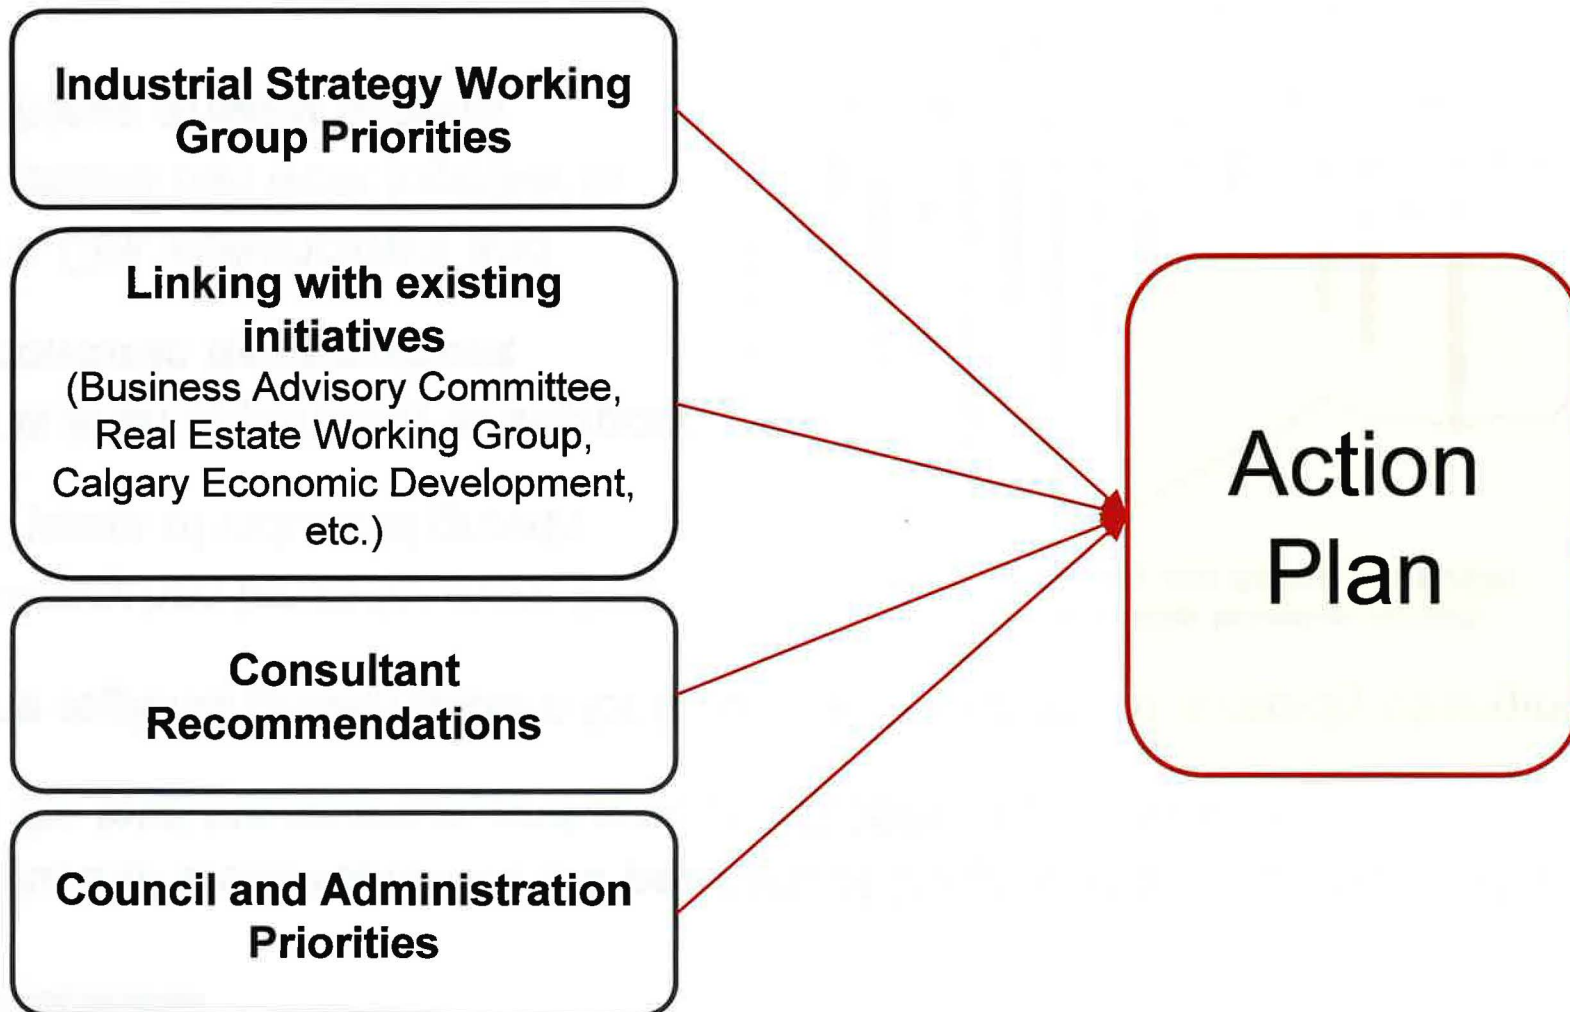 Industrial Strategy Working
Group Priorities
Linking with existing
initiatives
(Business Advisory Committee,
Real Estate Working Group,
Calgary Economic Development,
etc.)
Consultant
Recommendations
Council and Administration
Priorities
Action
Plan